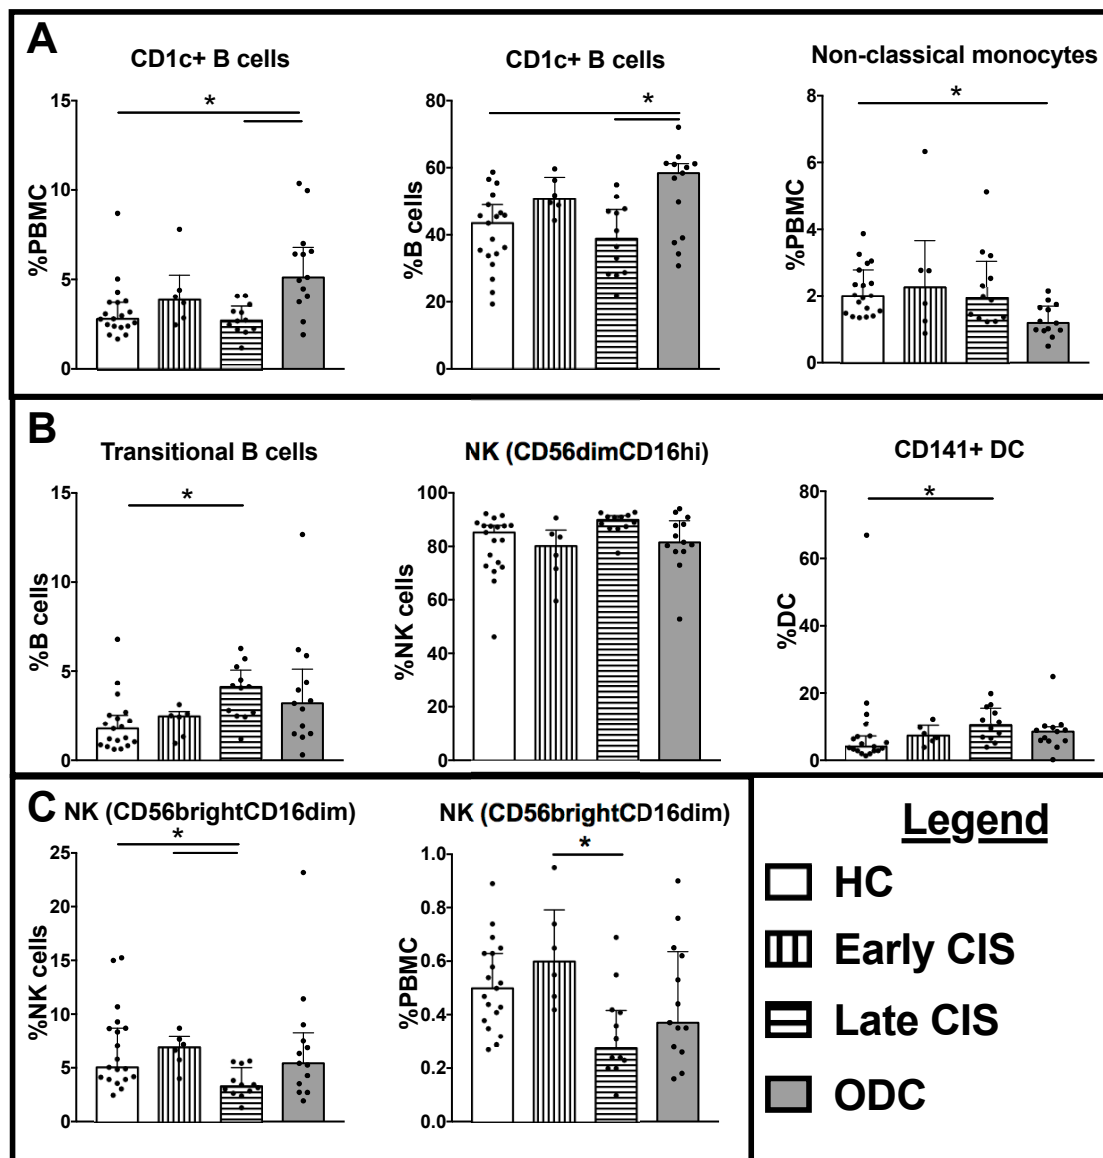 A
CD1c+ B cells
CD1c+ B cells
Non-classical monocytes
%PBMC
15
10
5
0
*
%B cells
80
60
40
20
0
*
%PBMC
8
6
4
2
0
*
B
Transitional B cells
NK (CD56dimCD16hi)
CD141+ DC
%B cells
15
10
5
0
*
%NK cells
100
80
60
40
20
0
%DC
80
60
40
20
0
*
C
NK (CD56brightCD16dim)
NK (CD56brightCD16dim)
%NK cells
25
20
15
10
5
0
*
%PBMC
1.0
0.8
0.6
0.4
0.2
0.0
*
Legend
HC
Early CIS
Late CIS
ODC